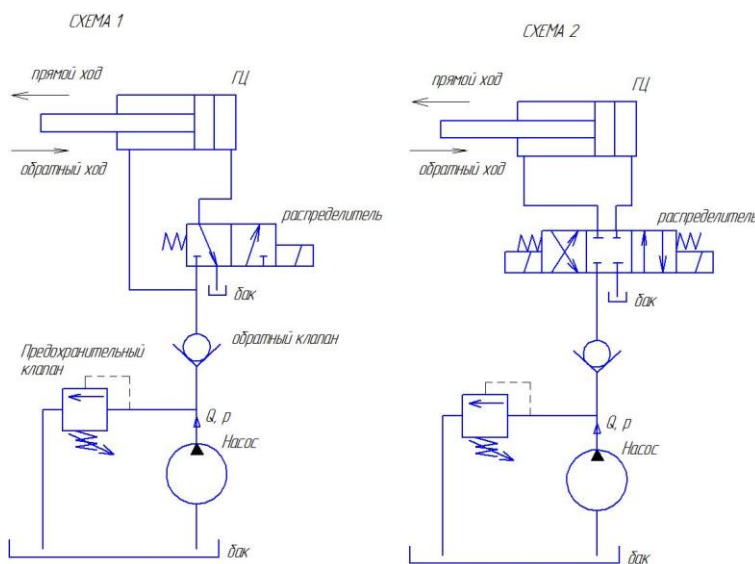 СХЕМА 1
прямой ход
ГЦ
обратный ход
распределитель
бак
обратный клапан
Предохранительный
клапан
Q, p
Насос
бак
СХЕМА 2
прямой ход
ГЦ
обратный ход
распределитель
бак
Q, p
Насос
бак